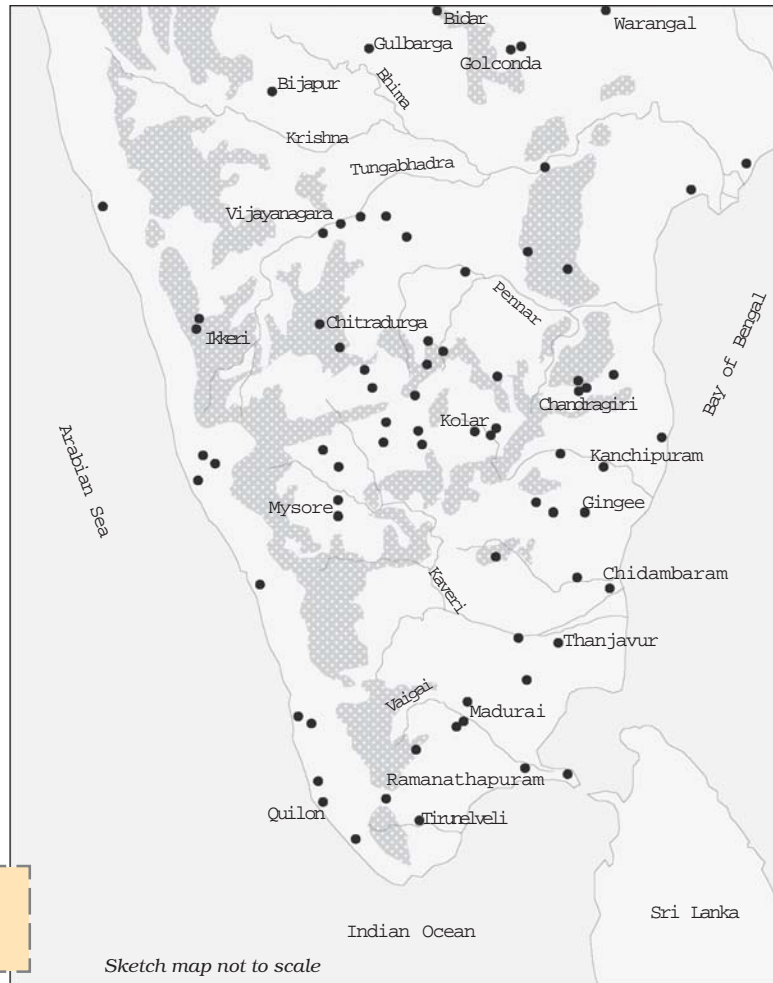 Bidar
Warangal
Gulbarga
Golconda
Bijapur
Bhima
Krishna
Tungabhadra
Vijayanagara
Pennar
Ikkeri
Chitradurga
Bay of Bengal
Chandragiri
Kolar
Arabian Sea
Kanchipuram
Mysore
Gingee
Kaveri
Chidambaram
Thanjavur
Vaigai
Madurai
Ramanathapuram
Quilon
Tirunelveli
Sri Lanka
Indian Ocean
Sketch map not to scale